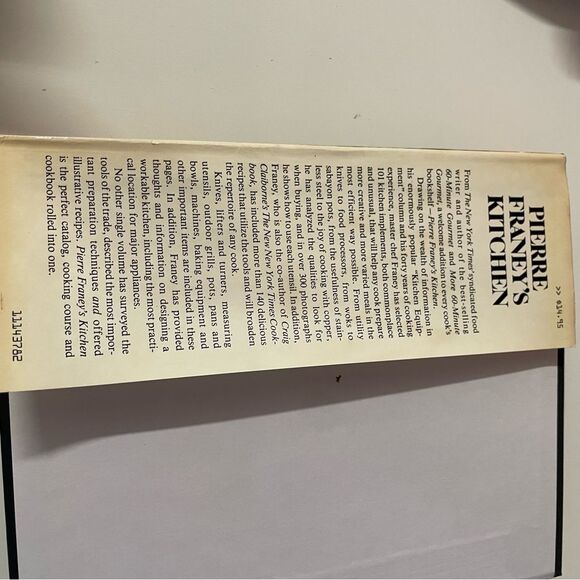 >> $14.95
PIERRE
FRANEY'S
KITCHEN
From The New York Times' syndicated food
writer and author of the best-selling
60-Minute Gourmet and More 60-Minute
Gourmet, a welcome addition to every cook's
bookshelf—Pierre Franey's Kitchen.
Drawing on the wealth of information in
his enormously popular "Kitchen Equip-
ment" column and his forty years of cooking
experience, master chef Franey has selected
101 kitchen implements, both commonplace
and unusual, that will help any cook prepare
more creative and more varied meals in the
most efficient way possible. From utility
knives to food processors, from woks to
sabayon pots, from the usefulness of stain-
less steel to the joy of cooking with copper,
he has analyzed the qualities to look for
when buying, and in over 300 photographs
he shows how to use each utensil. In addition,
Franey, who is also the co-author of Craig
Claiborne's The New New York Times Cook-
book, has included more than 140 delicious
recipes that utilize the tools and will broaden
the repertoire of any cook.
Knives, lifters and turners, measuring
utensils, outdoor grills, pots, pans and
bowls, machines, baking equipment and
other important items are included in these
pages. In addition, Franey has provided
thoughts and information on designing a
workable kitchen, including the most practi-
cal location for major appliances.
No other single volume has surveyed the
tools of the trade, described the most impor-
tant preparation techniques and offered
illustrative recipes. Pierre Franey's Kitchen
is the perfect catalog, cooking course and
cookbook rolled into one.
11143782